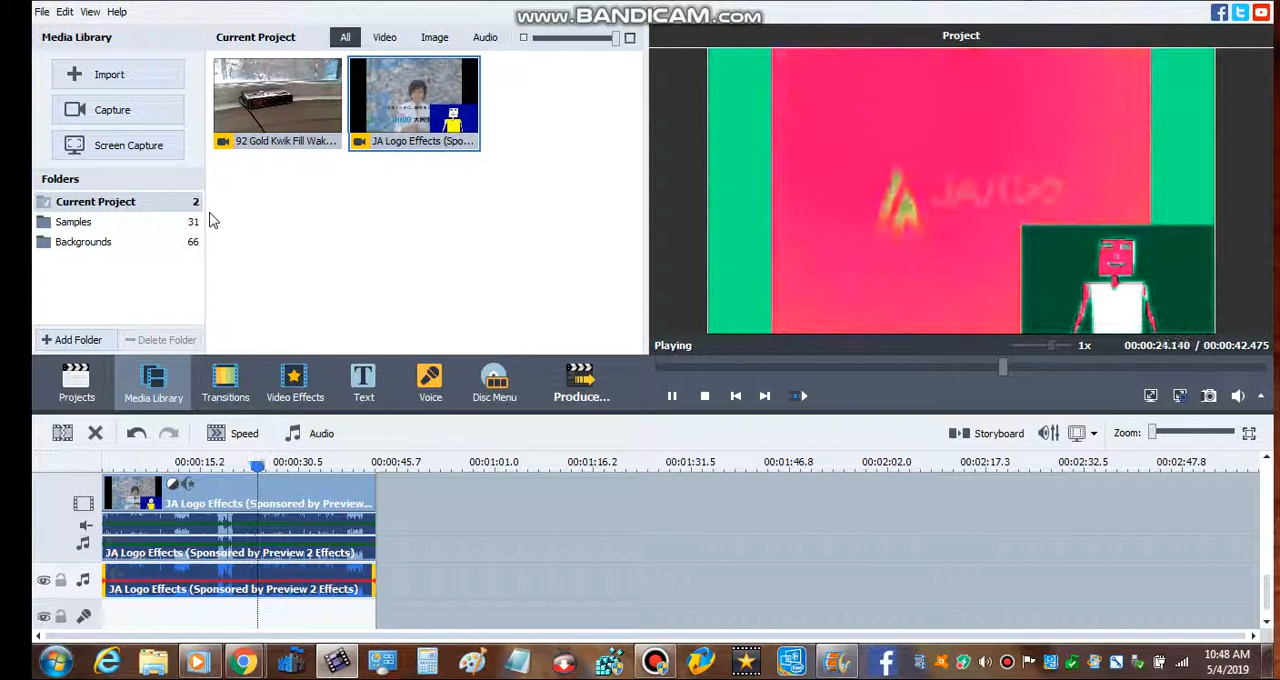 File Edit View Help
www.BANDICAM.com
Media Library
Current Project All Video Image Audio
Project
Import
Capture
Screen Capture
92 Gold Kwik Fill Wak...
JA Logo Effects (Spo...
Folders
Current Project 2
Samples 31
Backgrounds 66
Add Folder Delete Folder
Playing 1x 00:00:24.140 / 00:00:42.475
Projects Media Library Transitions Video Effects Text Voice Disc Menu Produce...
Speed Audio Storyboard Zoom:
00:00:15.2 00:00:30.5 00:00:45.7 00:01:01.0 00:01:16.2 00:01:31.5 00:01:46.8 00:02:02.0 00:02:17.3 00:02:32.5 00:02:47.8
JA Logo Effects (Sponsored by Preview...
JA Logo Effects (Sponsored by Preview 2 Effects)
JA Logo Effects (Sponsored by Preview 2 Effects)
10:48 AM
5/4/2019